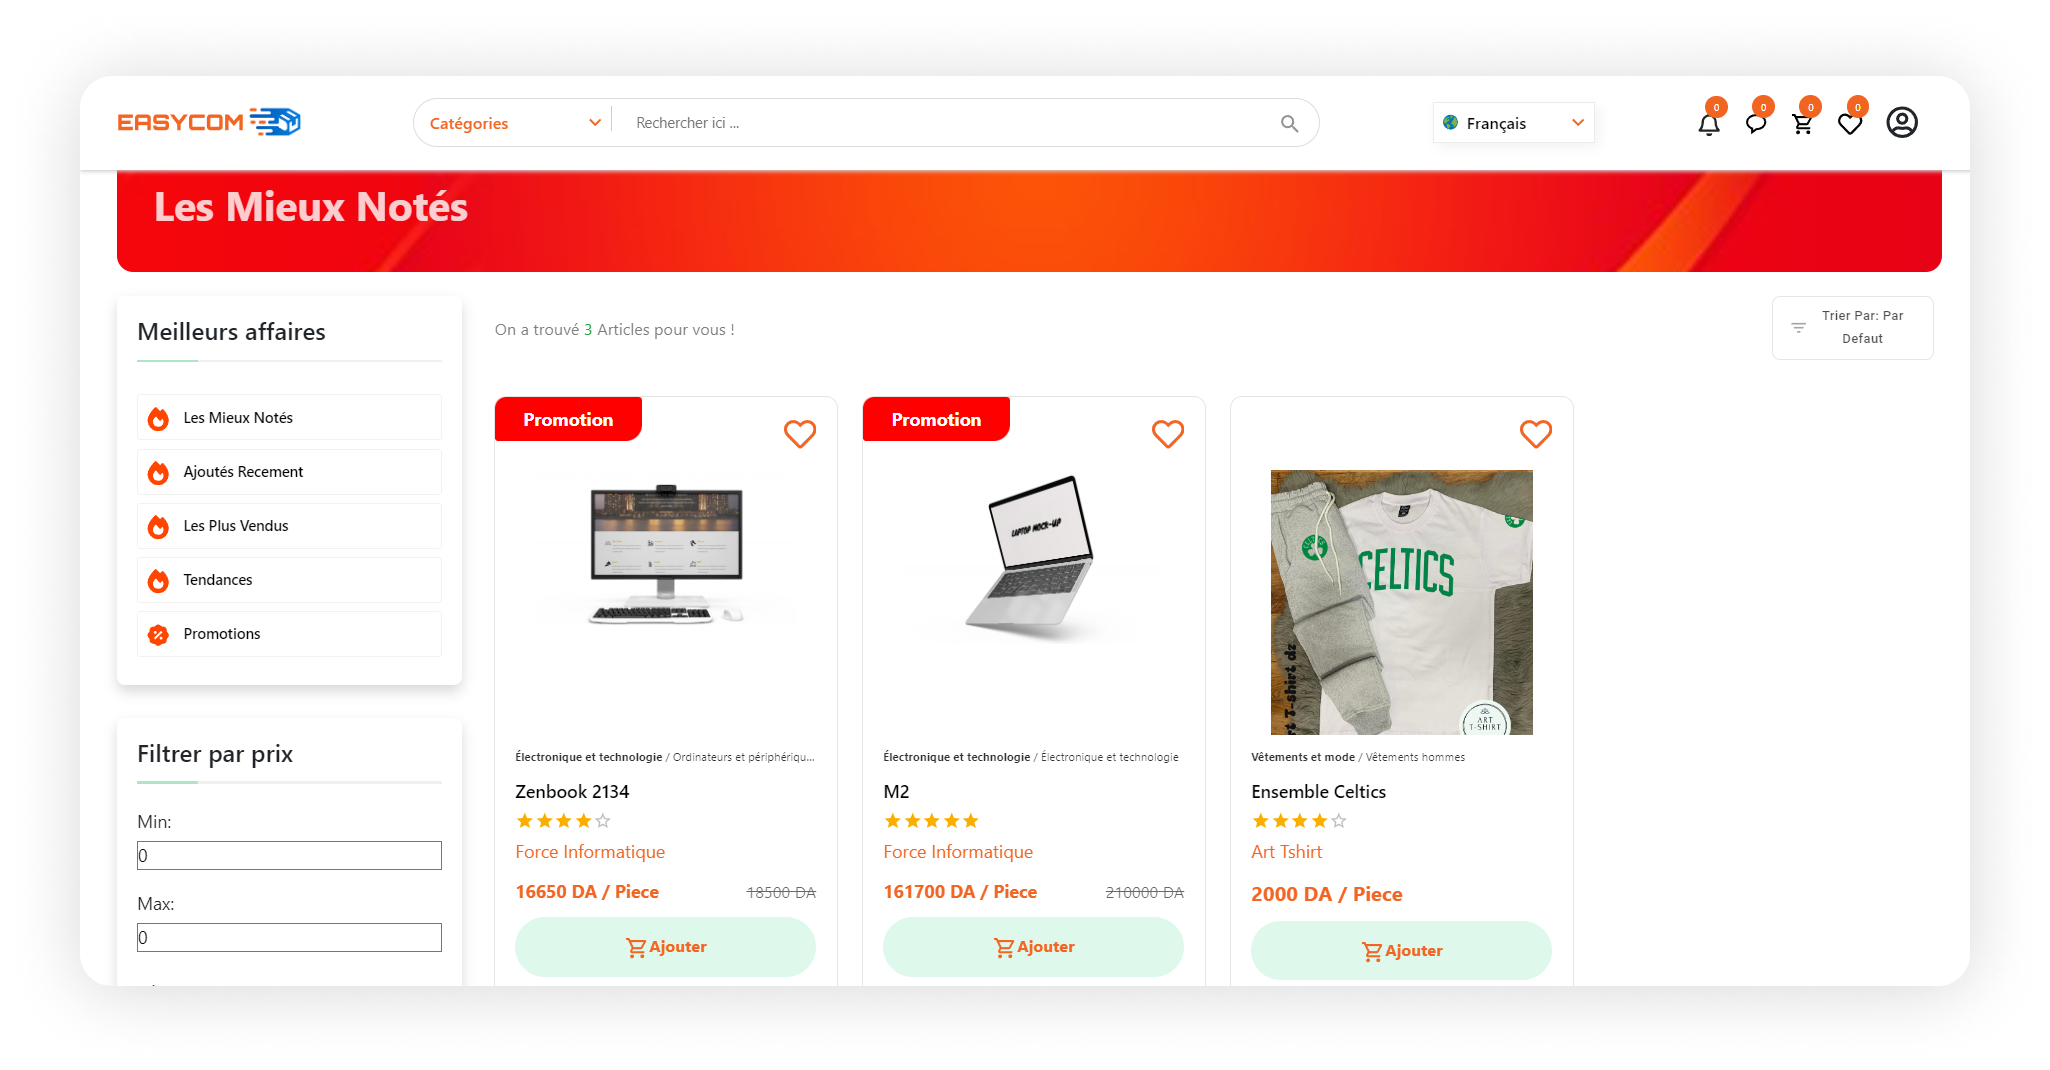 EASYCOM
Catégories
Rechercher ici ...
Français
0
0
0
0
Les Mieux Notés
Meilleurs affaires
Les Mieux Notés
Ajoutés Recement
Les Plus Vendus
Tendances
Promotions
Filtrer par prix
Min:
0
Max:
0
On a trouvé 3 Articles pour vous !
Trier Par: Par
Defaut
Promotion
Électronique et technologie / Ordinateurs et périphériqu...
Zenbook 2134
Force Informatique
16650 DA / Piece
18500 DA
Ajouter
Promotion
LAPTOP MOCK-UP
Électronique et technologie / Électronique et technologie
M2
Force Informatique
161700 DA / Piece
210000 DA
Ajouter
CELTICS
ART
T-SHIRT
Vêtements et mode / Vêtements hommes
Ensemble Celtics
Art Tshirt
2000 DA / Piece
Ajouter